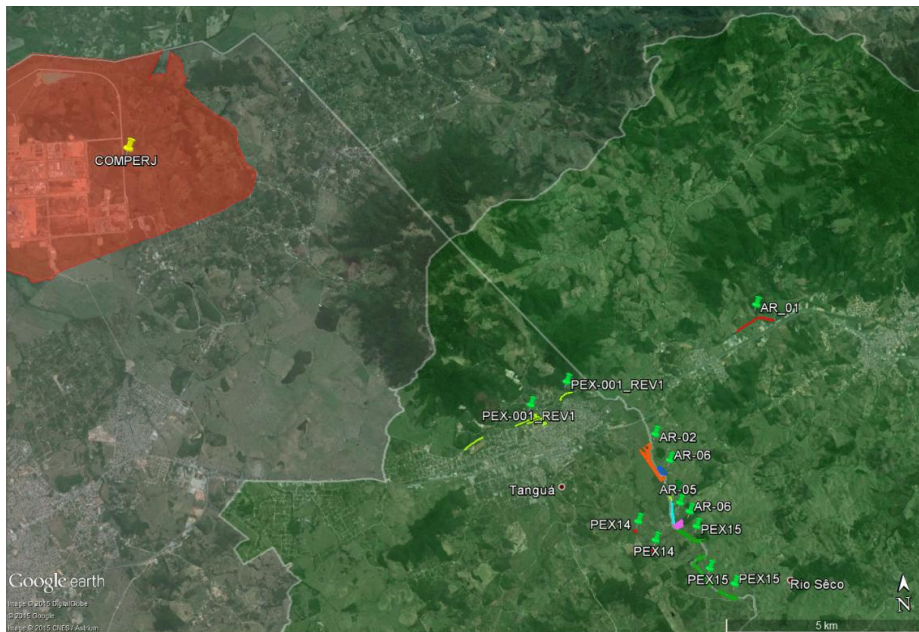 COMPERJ
AR_01
PEX-001_REV1
PEX-001_REV1
AR-02
AR-06
Tanguá
AR-05
AR-06
PEX14
PEX15
PEX14
PEX15
PEX15
Rio Sêco
Google earth
Image © 2015 DigitalGlobe
© 2015 Google
Image © 2015 CNES / Astrium
N
5 km